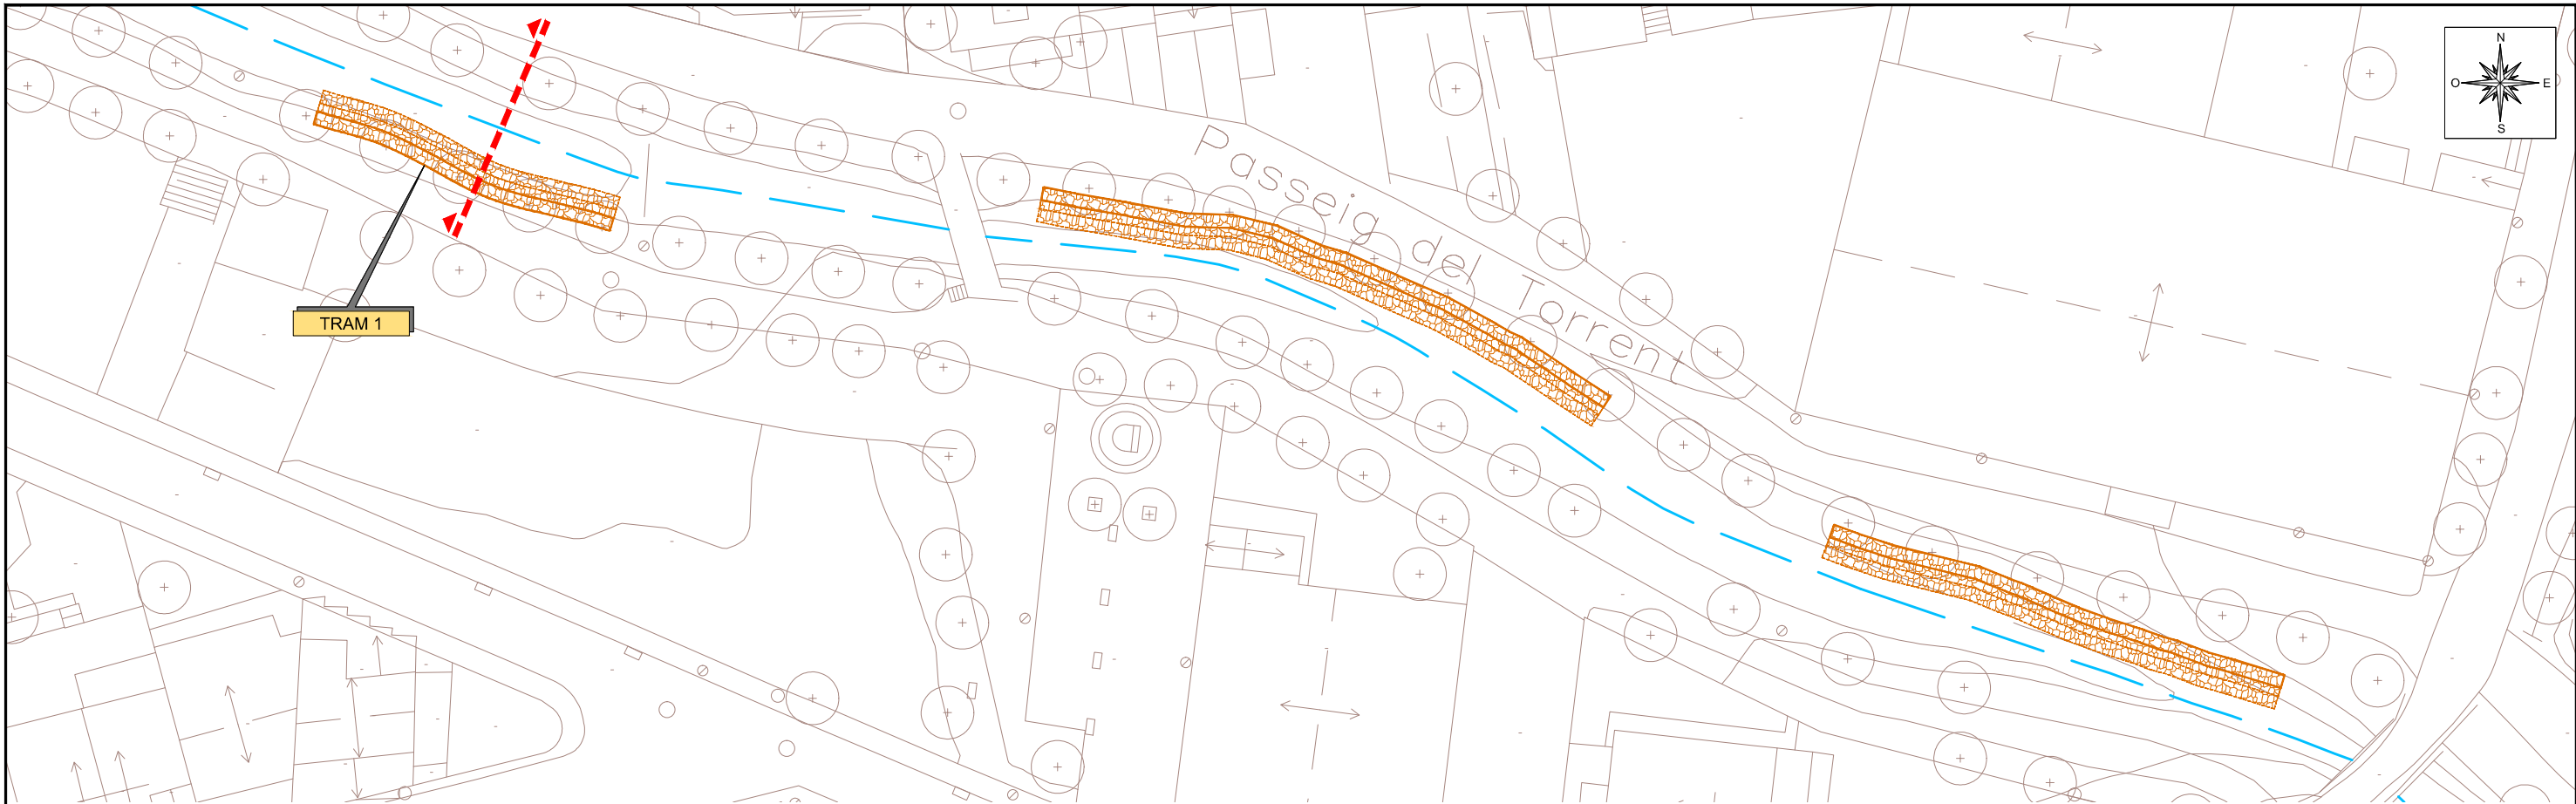 N
O E
S
Passeig del Torrent
TRAM 1